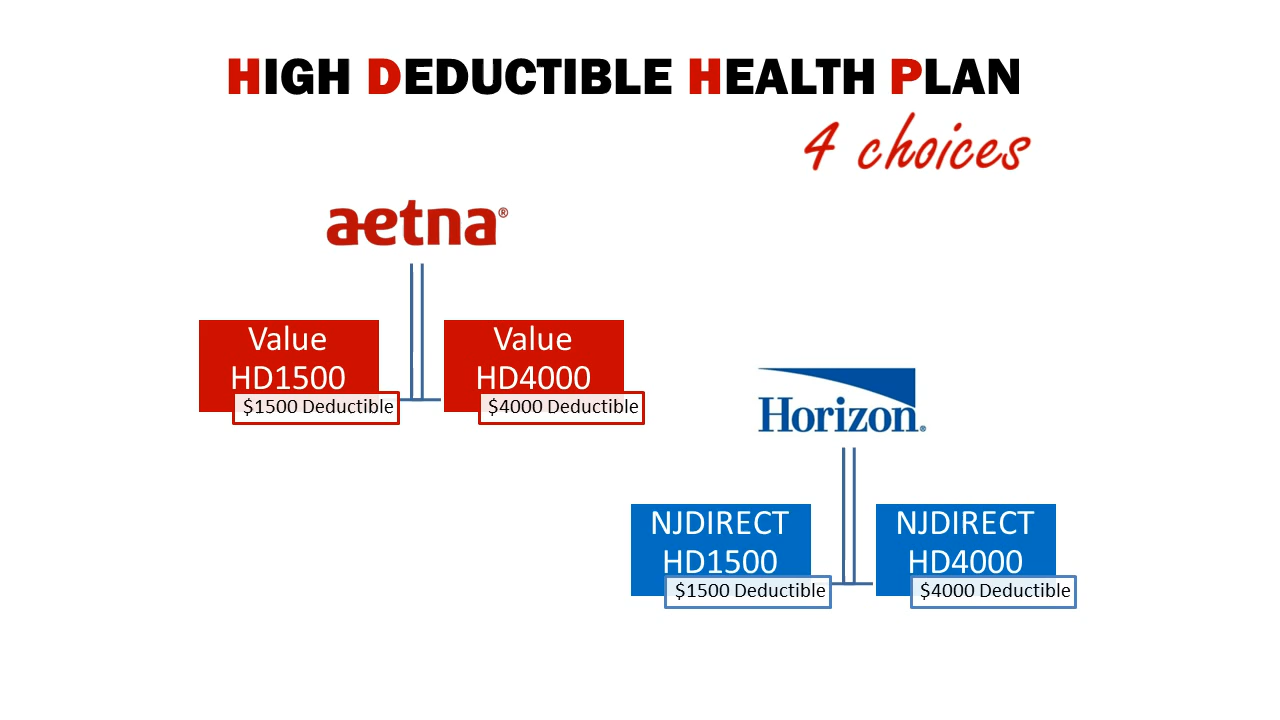 HIGH DEDUCTIBLE HEALTH PLAN
4 choices
aetna®
Value
HD1500
$1500 Deductible
Value
HD4000
$4000 Deductible
Horizon®
NJDIRECT
HD1500
$1500 Deductible
NJDIRECT
HD4000
$4000 Deductible